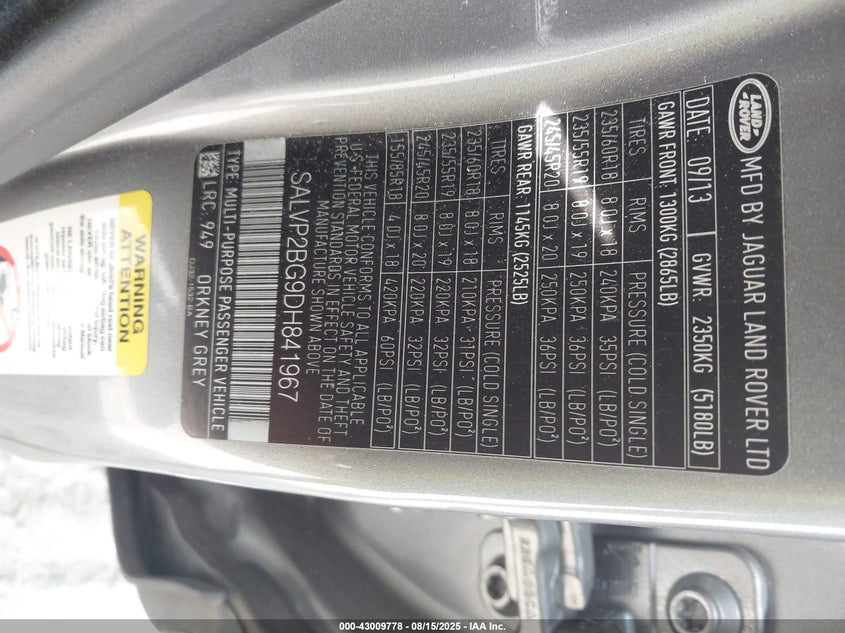 LAND
ROVER
MFD BY JAGUAR LAND ROVER LTD
DATE: 09/13 GVWR: 2350KG (5180LB)
GAWR FRONT: 1300KG (2865LB)
TIRES RIMS PRESSURE (COLD SINGLE)
235/60R18 8.0J x 18 240KPA 35PSI (LB/PO²)
235/55R19 8.0J x 19 250KPA 36PSI (LB/PO²)
245/45R20 8.0J x 20 250KPA 36PSI (LB/PO²)
GAWR REAR: 1145KG (2525LB)
TIRES RIMS PRESSURE (COLD SINGLE)
235/60R18 8.0J x 18 210KPA 31PSI (LB/PO²)
235/55R19 8.0J x 19 220KPA 32PSI (LB/PO²)
245/45R20 8.0J x 20 220KPA 32PSI (LB/PO²)
155/85R18 4.0J x 18 420KPA 60PSI (LB/PO²)
THIS VEHICLE CONFORMS TO ALL APPLICABLE
U.S. FEDERAL MOTOR VEHICLE SAFETY AND THEFT
PREVENTION STANDARDS IN EFFECT ON THE DATE OF
MANUFACTURE SHOWN ABOVE
SALVP2BG9DH841967
TYPE: MULTI-PURPOSE PASSENGER VEHICLE
LRC: 949 ORKNEY GREY
WARNING
ATTENTION
000-43009778 - 08/15/2025 - IAA Inc.